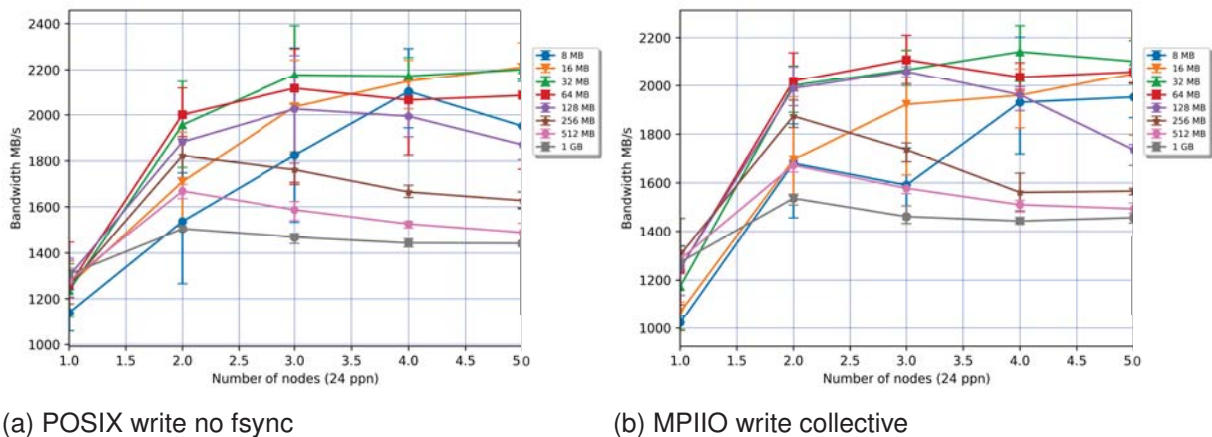 2400
2200
2000
1800
1600
1400
1200
1000
Bandwidth MB/s
1.0 1.5 2.0 2.5 3.0 3.5 4.0 4.5 5.0
Number of nodes (24 ppn)
8 MB
16 MB
32 MB
64 MB
128 MB
256 MB
512 MB
1 GB
(a) POSIX write no fsync
2200
2000
1800
1600
1400
1200
1000
Bandwidth MB/s
1.0 1.5 2.0 2.5 3.0 3.5 4.0 4.5 5.0
Number of nodes (24 ppn)
8 MB
16 MB
32 MB
64 MB
128 MB
256 MB
512 MB
1 GB
(b) MPIIO write collective